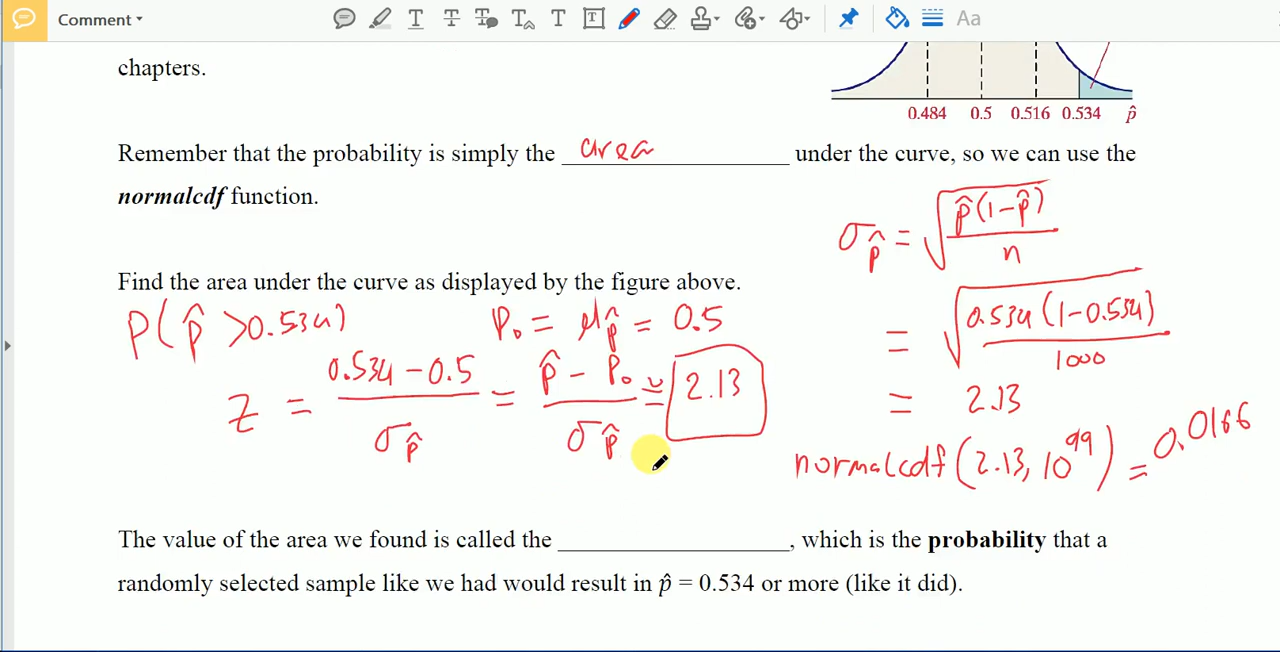 Comment
Aa
chapters.
0.484 0.5 0.516 0.534 p̂
Remember that the probability is simply the area under the curve, so we can use the
normalcdf function.
σp̂ = √(p̂(1-p̂)/n)
Find the area under the curve as displayed by the figure above.
P(p̂ >0.534) P₀ = μp̂ = 0.5
= √(0.534(1-0.534)/1000)
Z = (0.534-0.5)/σp̂ = (p̂ - P₀)/σp̂ ≅ 2.13
= 2.13
normalcdf(2.13, 10^99) = 0.0166
The value of the area we found is called the ____________________, which is the probability that a
randomly selected sample like we had would result in p̂ = 0.534 or more (like it did).